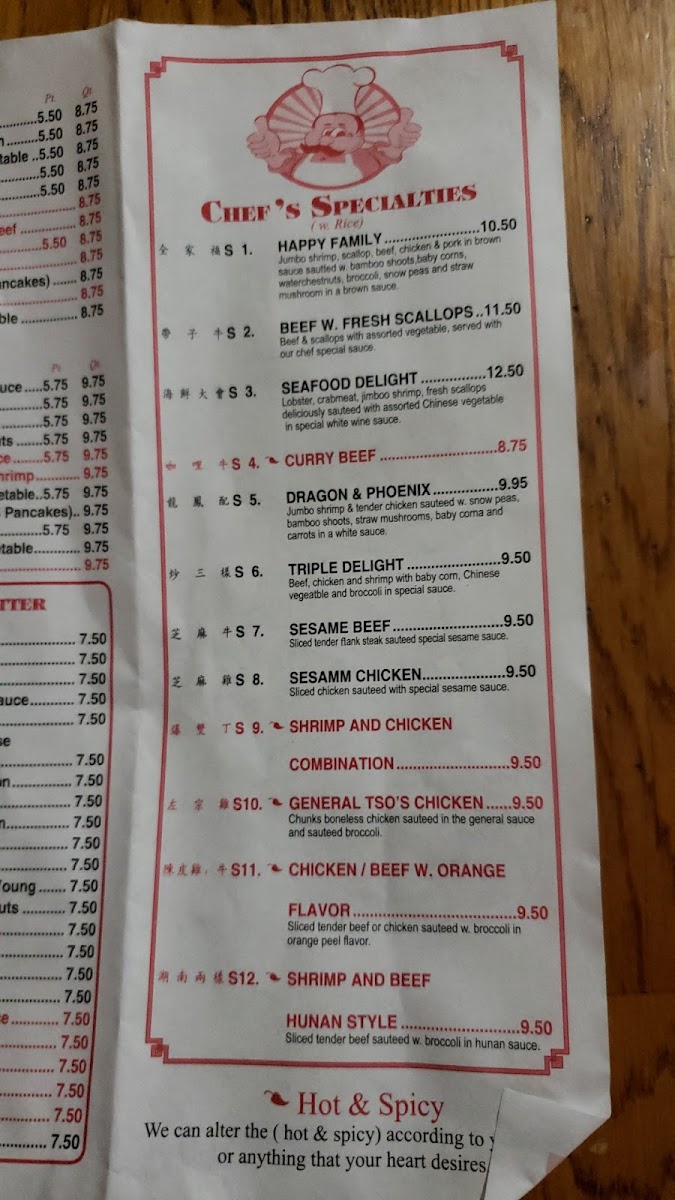 Pt. Qt.
5.50 8.75
5.50 8.75
table ..5.50 8.75
5.50 8.75
5.50 8.75
8.75
eef 8.75
5.50 8.75
8.75
ancakes) ...... 8.75
8.75
ble 8.75
Pt Qt.
uce .....5.75 9.75
5.75 9.75
5.75 9.75
ts ......5.75 9.75
ce.......5.75 9.75
hrimp........... 9.75
etable..5.75 9.75
Pancakes).. 9.75
5.75 9.75
table........... 9.75
9.75
TTER
7.50
7.50
7.50
auce........... 7.50
7.50
se
7.50
n............... 7.50
7.50
n................ 7.50
7.50
7.50
Young ....... 7.50
uts ........... 7.50
7.50
7.50
7.50
7.50
e............ 7.50
7.50
7.50
7.50
7.50
7.50
CHEF'S SPECIALTIES
( w. Rice)
全 家 福 S 1. HAPPY FAMILY .......................10.50
Jumbo shrimp, scallop, beef, chicken & pork in brown
sauce sautled w. bamboo shoots,baby corns,
waterchestnuts, broccoli, snow peas and straw
mushroom in a brown sauce.
帶 子 牛 S 2. BEEF W. FRESH SCALLOPS ..11.50
Beef & scallops with assorted vegetable, served with
our chef special sauce.
海 鮮 大 會 S 3. SEAFOOD DELIGHT ................12.50
Lobster, crabmeat, jimboo shrimp, fresh scallops
deliciously sauteed with assorted Chinese vegetable
in special white wine sauce.
咖 哩 牛 S 4. CURRY BEEF ............................8.75
龍 鳳 配 S 5. DRAGON & PHOENIX................9.95
Jumbo shrimp & tender chicken sauteed w. snow peas,
bamboo shoots, straw mushrooms, baby corna and
carrots in a white sauce.
炒 三 樣 S 6. TRIPLE DELIGHT .......................9.50
Beef, chicken and shrimp with baby corn, Chinese
vegeatble and broccoli in special sauce.
芝 麻 牛 S 7. SESAME BEEF ..........................9.50
Sliced tender flank steak sauteed special sesame sauce.
芝 麻 雞 S 8. SESAMM CHICKEN....................9.50
Sliced chicken sauteed with special sesame sauce.
爆 雙 丁 S 9. SHRIMP AND CHICKEN
COMBINATION ...........................9.50
左 宗 雞 S10. GENERAL TSO'S CHICKEN ......9.50
Chunks boneless chicken sauteed in the general sauce
and sauteed broccoli.
陳皮雞，牛 S11. CHICKEN / BEEF W. ORANGE
FLAVOR .......................................9.50
Sliced tender beef or chicken sauteed w. broccoli in
orange peel flavor.
湖 南 兩 樣 S12. SHRIMP AND BEEF
HUNAN STYLE ............................9.50
Sliced tender beef sauteed w. broccoli in hunan sauce.
Hot & Spicy
We can alter the ( hot & spicy) according to
or anything that your heart desires